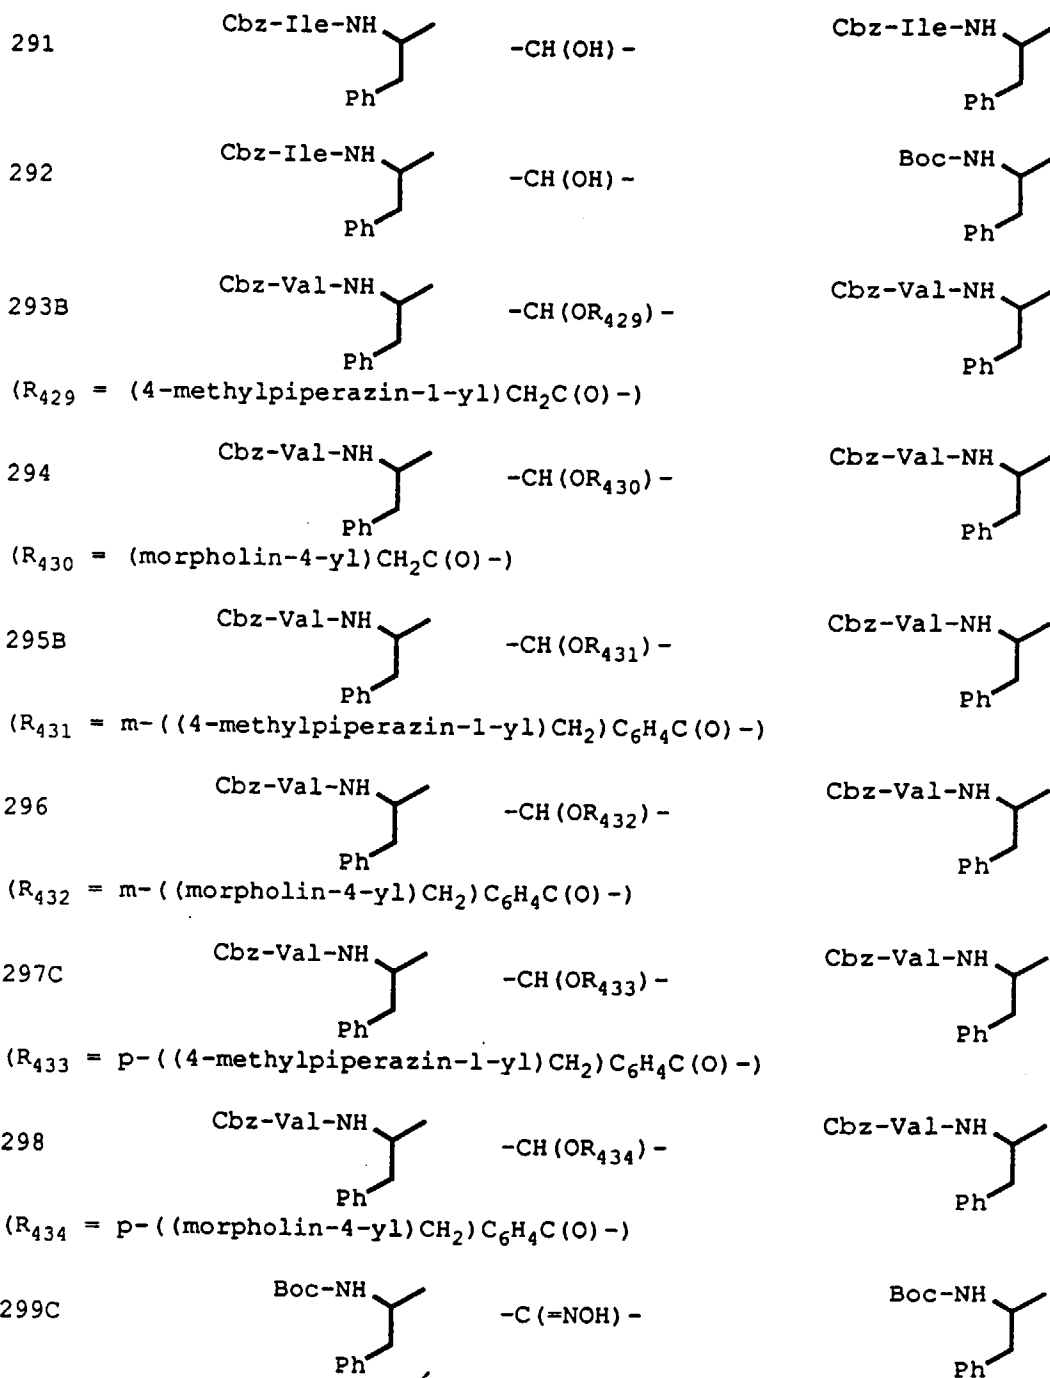 291 Cbz-Ile-NH -CH(OH)- Cbz-Ile-NH
Ph Ph
292 Cbz-Ile-NH -CH(OH)- Boc-NH
Ph Ph
293B Cbz-Val-NH -CH(OR₄₂₉)- Cbz-Val-NH
Ph Ph
(R₄₂₉ = (4-methylpiperazin-1-yl)CH₂C(O)-)
294 Cbz-Val-NH -CH(OR₄₃₀)- Cbz-Val-NH
Ph Ph
(R₄₃₀ = (morpholin-4-yl)CH₂C(O)-)
295B Cbz-Val-NH -CH(OR₄₃₁)- Cbz-Val-NH
Ph Ph
(R₄₃₁ = m-((4-methylpiperazin-1-yl)CH₂)C₆H₄C(O)-)
296 Cbz-Val-NH -CH(OR₄₃₂)- Cbz-Val-NH
Ph Ph
(R₄₃₂ = m-((morpholin-4-yl)CH₂)C₆H₄C(O)-)
297C Cbz-Val-NH -CH(OR₄₃₃)- Cbz-Val-NH
Ph Ph
(R₄₃₃ = p-((4-methylpiperazin-1-yl)CH₂)C₆H₄C(O)-)
298 Cbz-Val-NH -CH(OR₄₃₄)- Cbz-Val-NH
Ph Ph
(R₄₃₄ = p-((morpholin-4-yl)CH₂)C₆H₄C(O)-)
299C Boc-NH -C(=NOH)- Boc-NH
Ph Ph